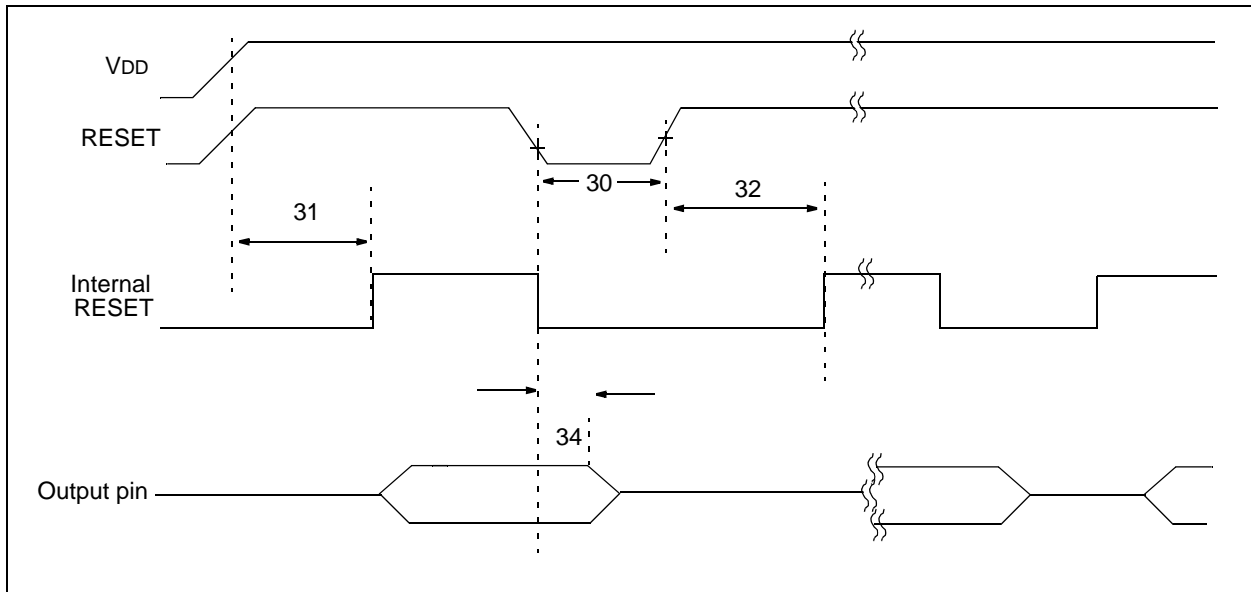 VDD
RESET
30
31
32
Internal
RESET
34
Output pin